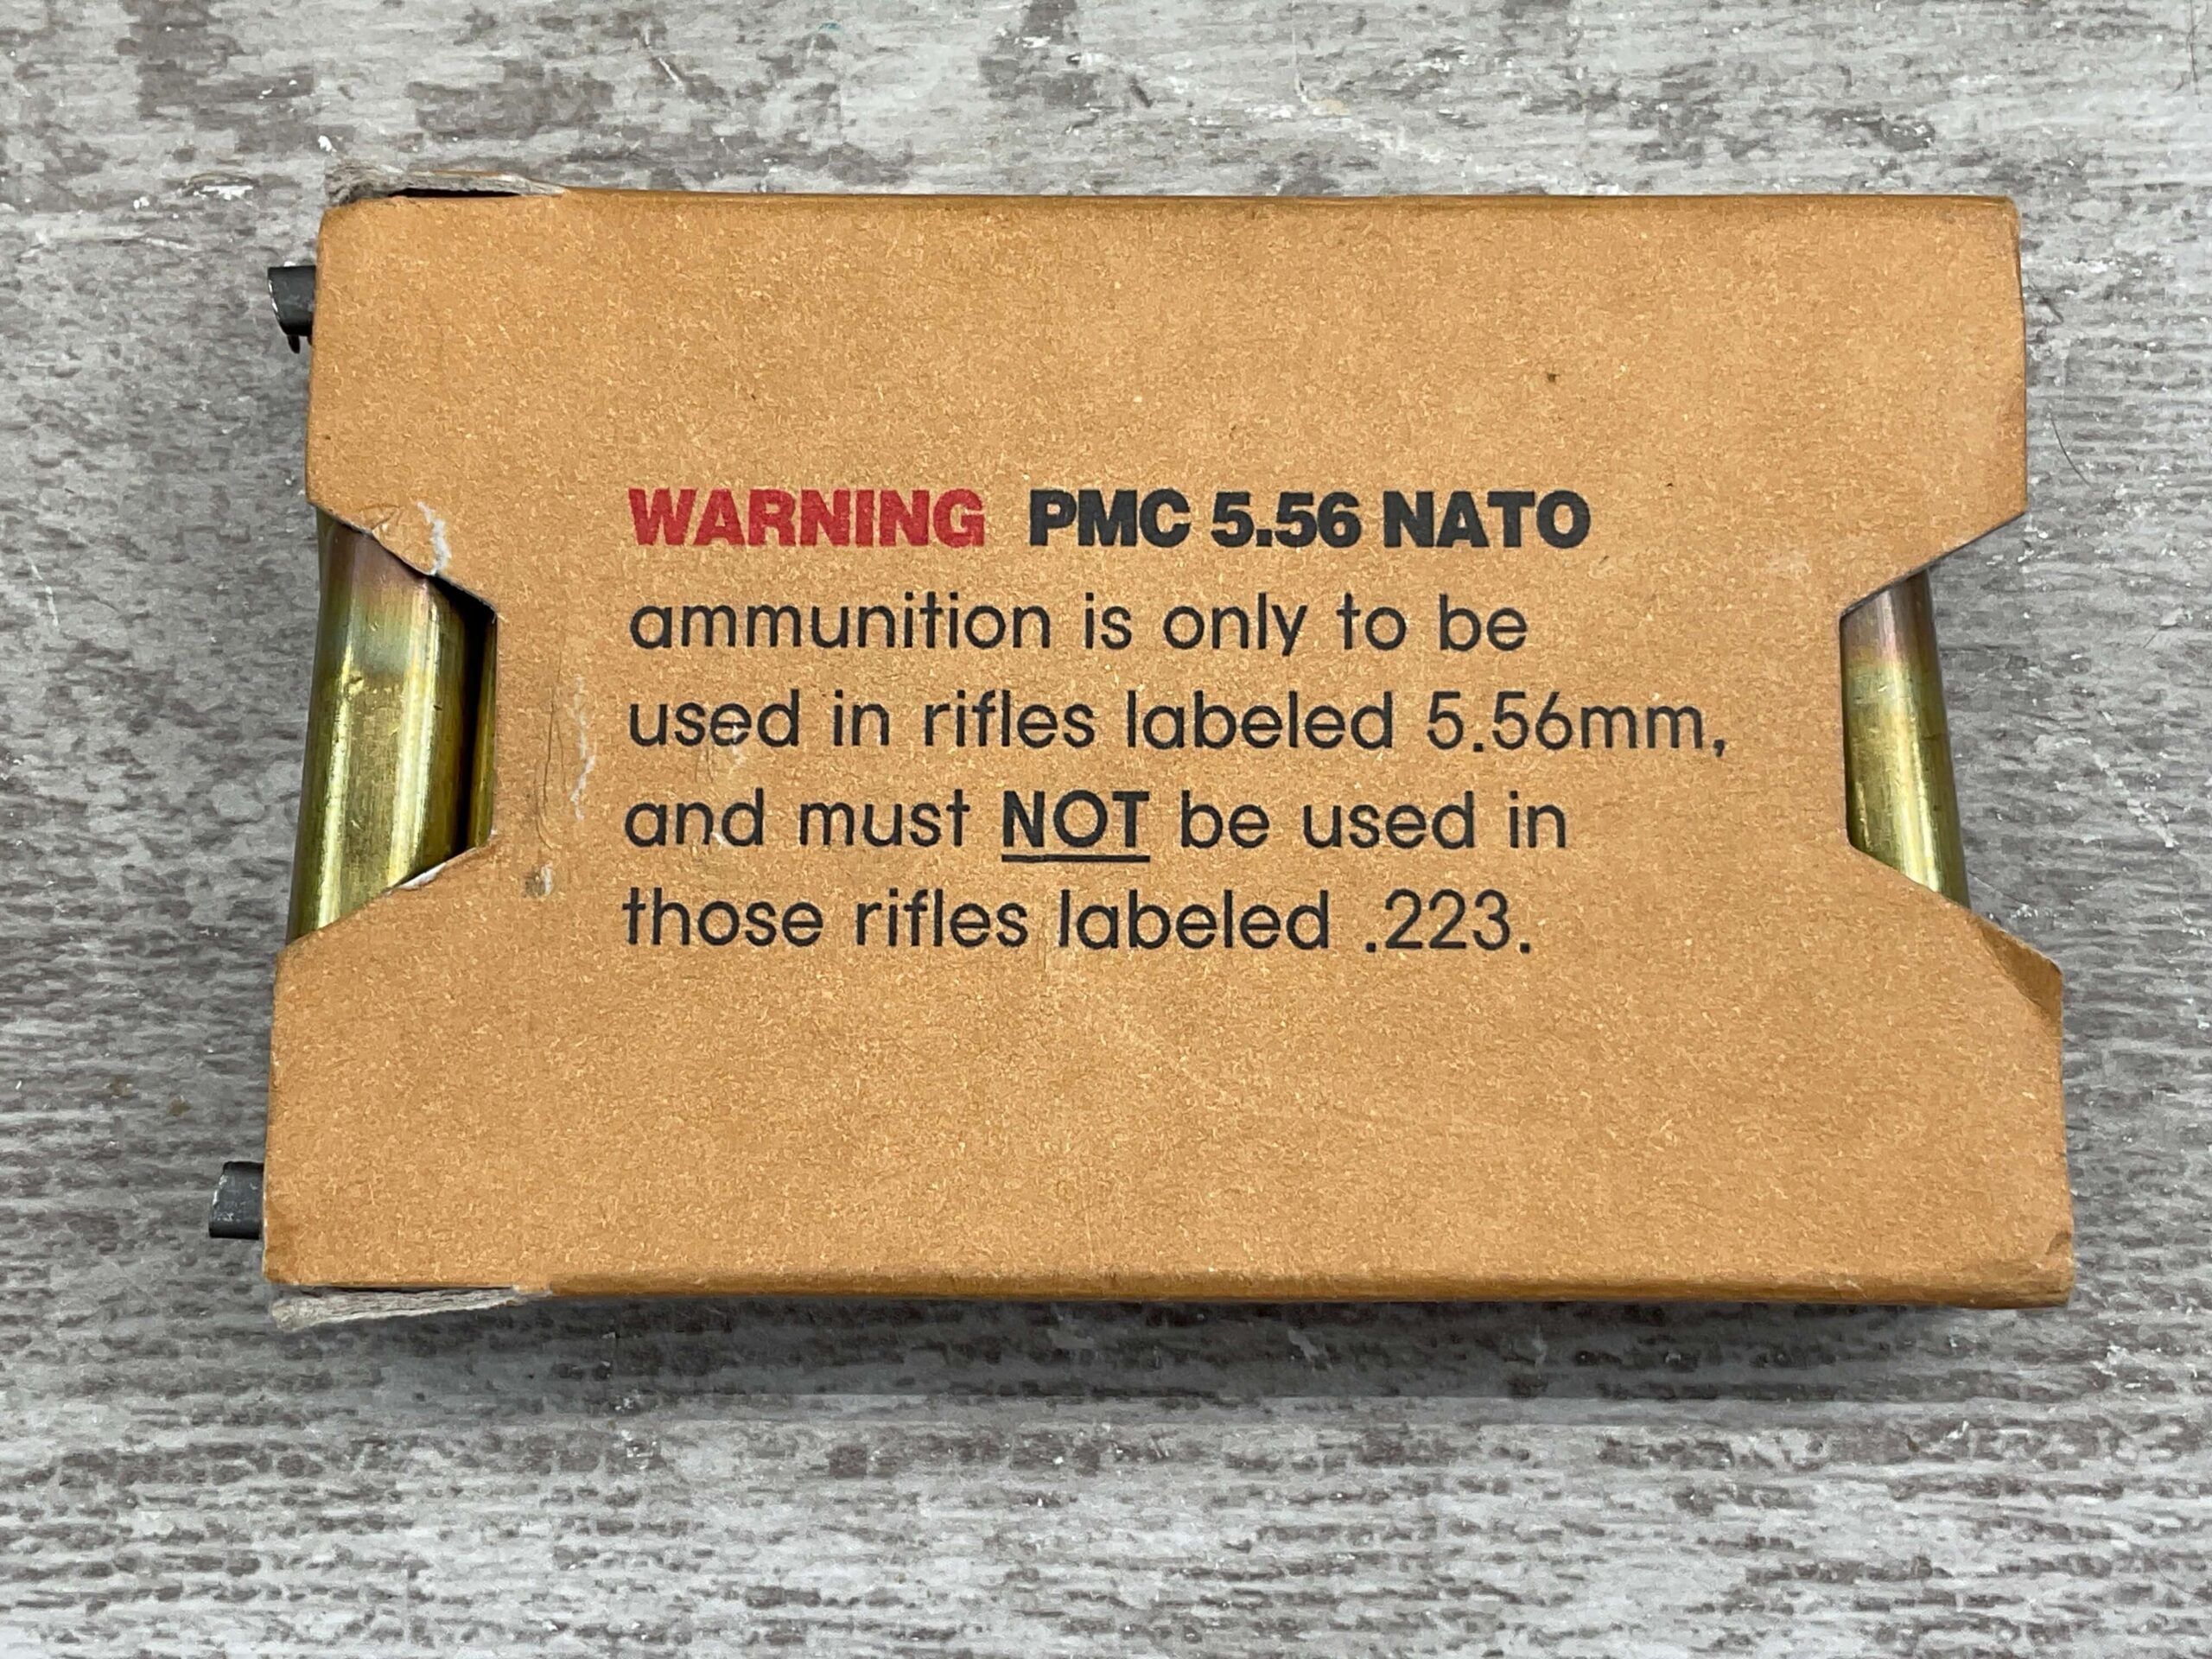 WARNING PMC 5.56 NATO
ammunition is only to be
used in rifles labeled 5.56mm,
and must NOT be used in
those rifles labeled .223.